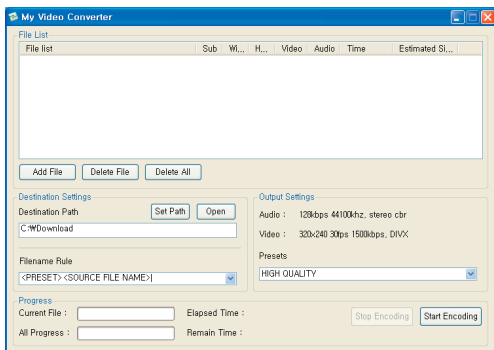 My Video Converter
File List
File list Sub Wi,,, H,,, Video Audio Time Estimated Si,,,
Add File Delete File Delete All
Destination Settings
Destination Path Set Path Open
C:₩Download
Filename Rule
<PRESET><SOURCE FILE NAME>
Output Settings
Audio : 128kbps 44100khz, stereo cbr
Video : 320x240 30fps 1500kbps, DIVX
Presets
HIGH QUALITY
Progress
Current File : Elapsed Time :
All Progress : Remain Time :
Stop Encoding Start Encoding